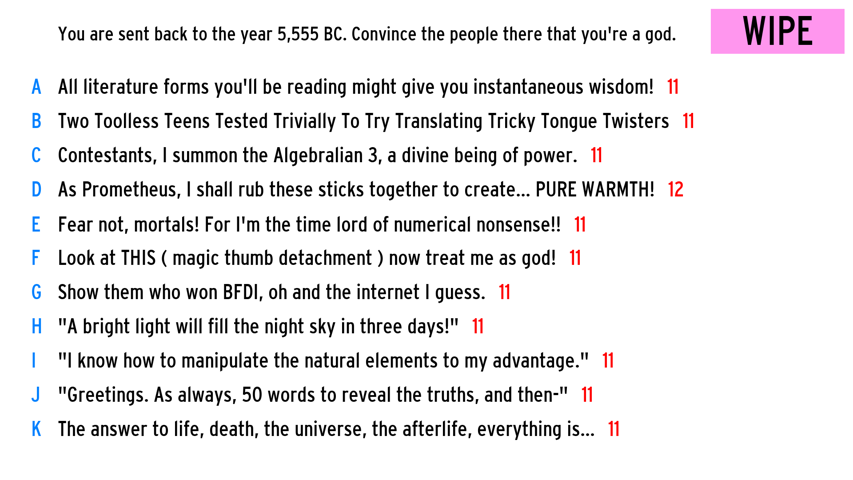 You are sent back to the year 5,555 BC. Convince the people there that you're a god.
WIPE
A All literature forms you'll be reading might give you instantaneous wisdom! 11
B Two Toolless Teens Tested Trivially To Try Translating Tricky Tongue Twisters 11
C Contestants, I summon the Algebralian 3, a divine being of power. 11
D As Prometheus, I shall rub these sticks together to create... PURE WARMTH! 12
E Fear not, mortals! For I'm the time lord of numerical nonsense!! 11
F Look at THIS ( magic thumb detachment ) now treat me as god! 11
G Show them who won BFDI, oh and the internet I guess. 11
H "A bright light will fill the night sky in three days!" 11
I "I know how to manipulate the natural elements to my advantage." 11
J "Greetings. As always, 50 words to reveal the truths, and then-" 11
K The answer to life, death, the universe, the afterlife, everything is... 11